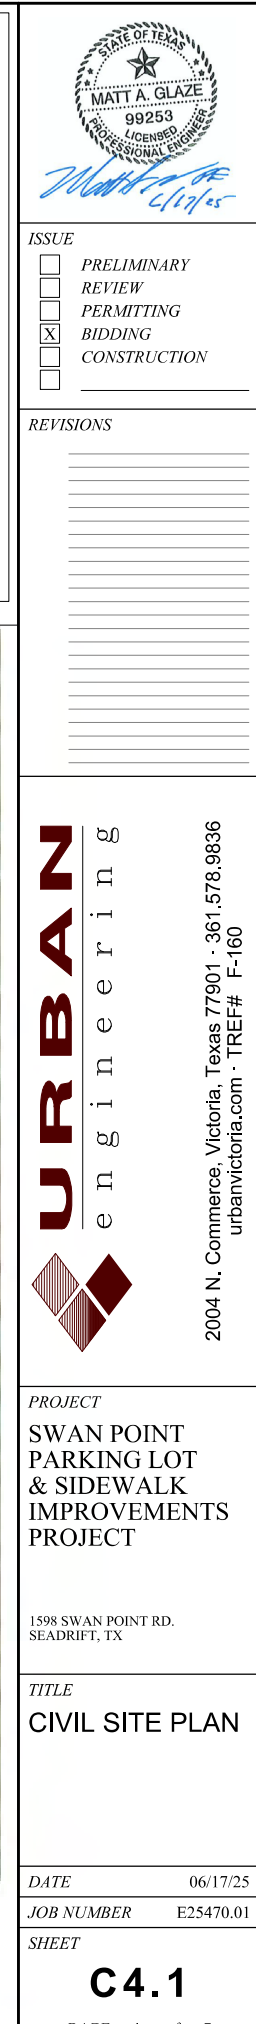 STATE OF TEXAS
MATT A. GLAZE
99253
LICENSED
PROFESSIONAL ENGINEER
6/17/25
ISSUE
PRELIMINARY
REVIEW
PERMITTING
X BIDDING
CONSTRUCTION
REVISIONS
URBAN
engineering
2004 N. Commerce, Victoria, Texas 77901 · 361.578.9836
urbanvictoria.com · TREF# F-160
PROJECT
SWAN POINT
PARKING LOT
& SIDEWALK
IMPROVEMENTS
PROJECT
1598 SWAN POINT RD.
SEADRIFT, TX
TITLE
CIVIL SITE PLAN
DATE 06/17/25
JOB NUMBER E25470.01
SHEET
C4.1